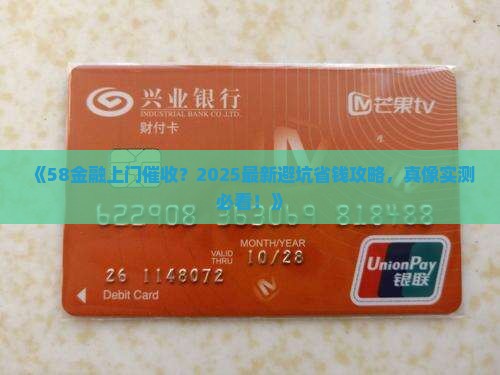 兴业银行
INDUSTRIAL BANK CO.,LTD.
芒果tv
财付卡
《58金融上门催收？2025最新避坑省钱攻略，真像实测
必看！》
622908 363069 818488
MONTH/YEAR
VALID
THRU
10/28
26 1148072
Debit Card
UnionPay
银联